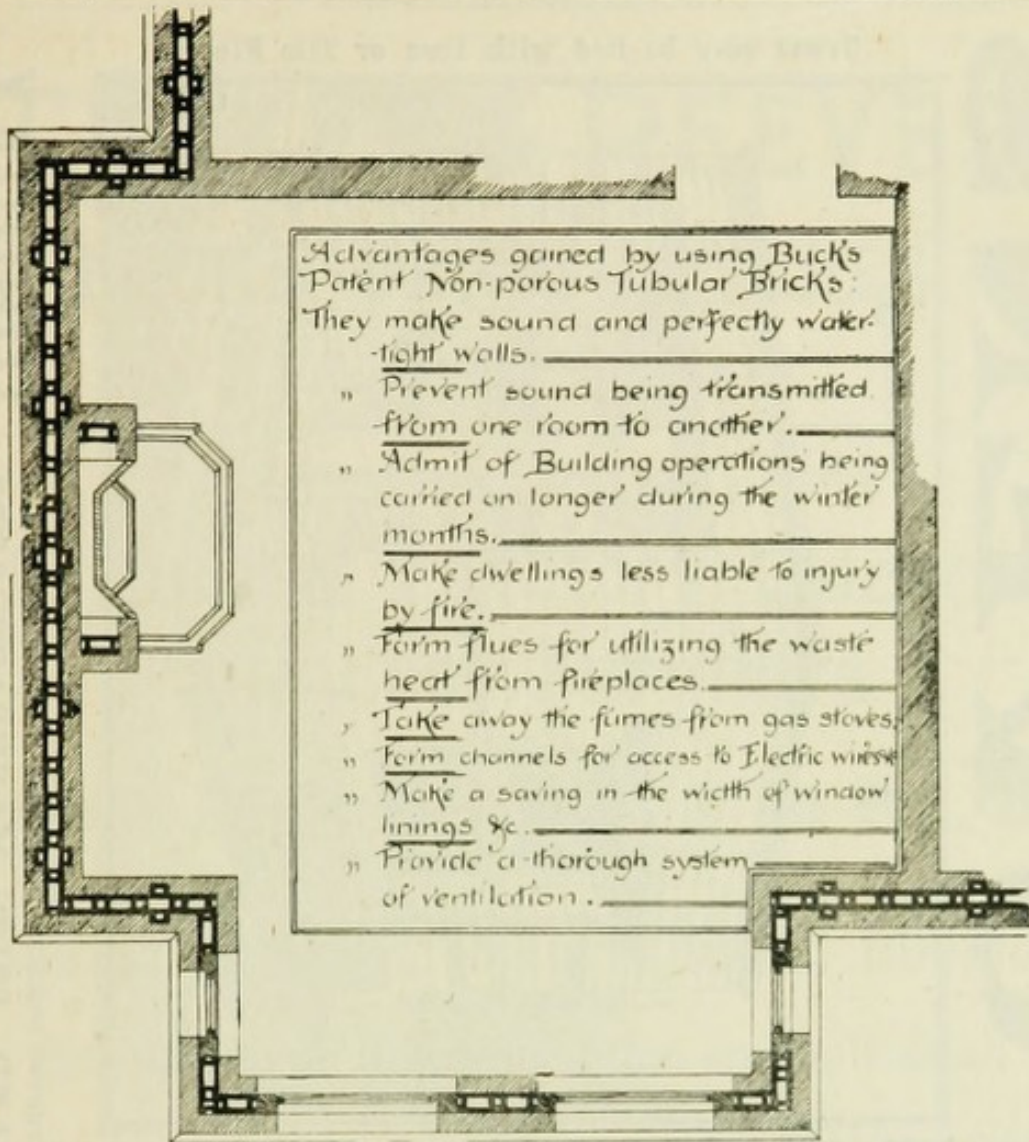 Advantages gained by using Buck's
Patent Non-porous Tubular Bricks:
They make sound and perfectly water-
-tight walls.
„ Prevent sound being transmitted
from one room to another.
„ Admit of Building operations being
carried on longer during the winter
months.
„ Make dwellings less liable to injury
by fire.
„ Form flues for utilizing the waste
heat from fireplaces.
„ Take away the fumes from gas stoves.
„ Form channels for access to Electric wires
„ Make a saving in the width of window
linings &c.
„ Provide a thorough system
of ventilation.